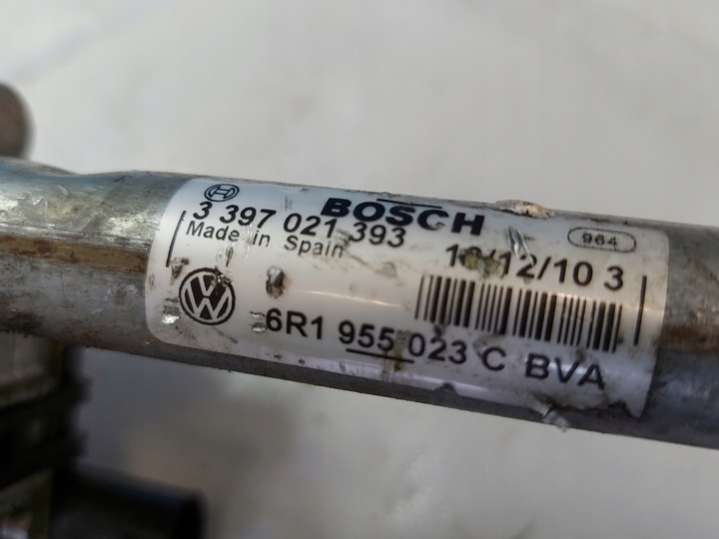 BOSCH
3 397 021 393
964
Made in Spain
/12/10 3
6R1 955 023 C BVA